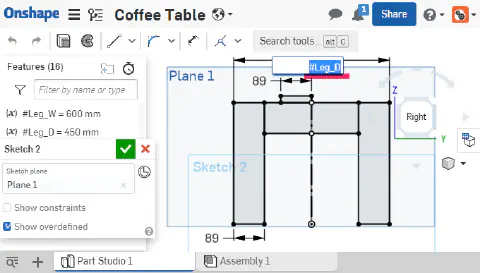 Onshape
Coffee Table
1
Share
Search tools...
alt C
Features (16)
Filter by name or type
(x) #Leg_W = 600 mm
(x) #Leg_D = 450 mm
Sketch 2
Sketch plane
Plane 1
Show constraints
Show overdefined
Plane 1
#Leg_D
89
Sketch 2
89
Z
Right
Y
Part Studio 1
Assembly 1